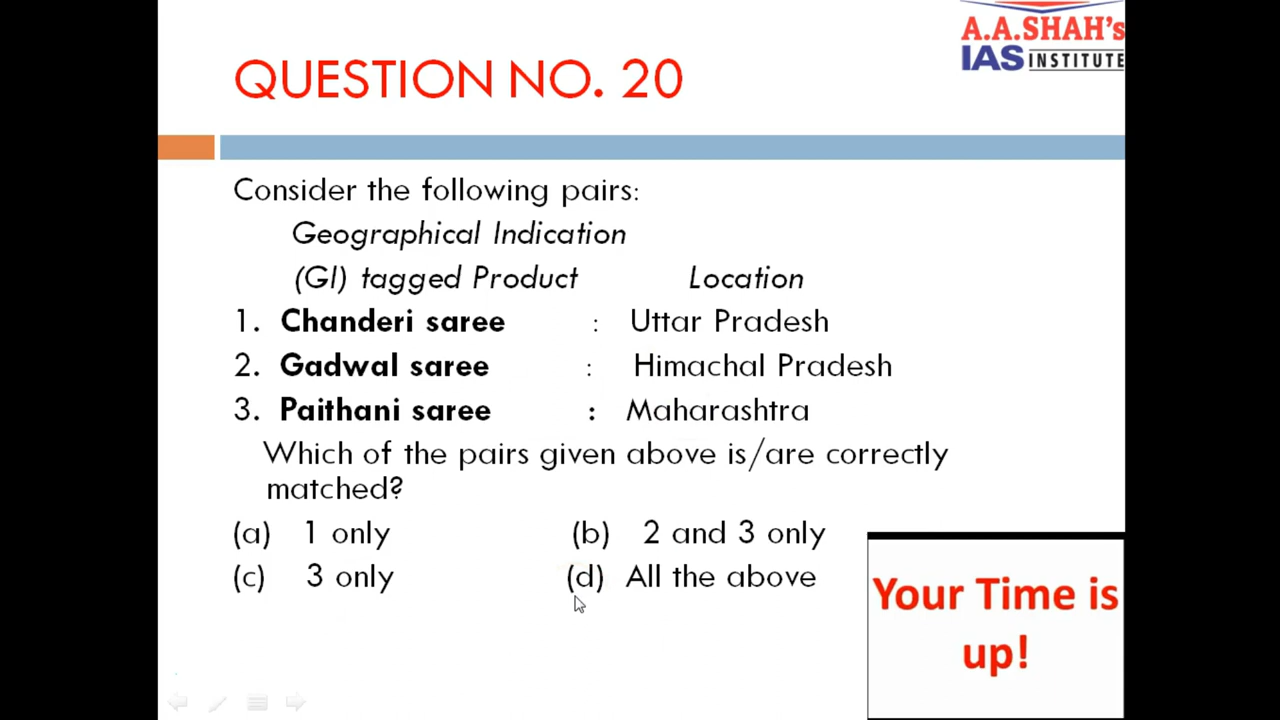 A.A.SHAH's
IAS INSTITUTE
QUESTION NO. 20
Consider the following pairs:
Geographical Indication
(GI) tagged Product Location
1. Chanderi saree : Uttar Pradesh
2. Gadwal saree : Himachal Pradesh
3. Paithani saree : Maharashtra
Which of the pairs given above is/are correctly
matched?
(a) 1 only (b) 2 and 3 only
(c) 3 only (d) All the above
Your Time is
up!